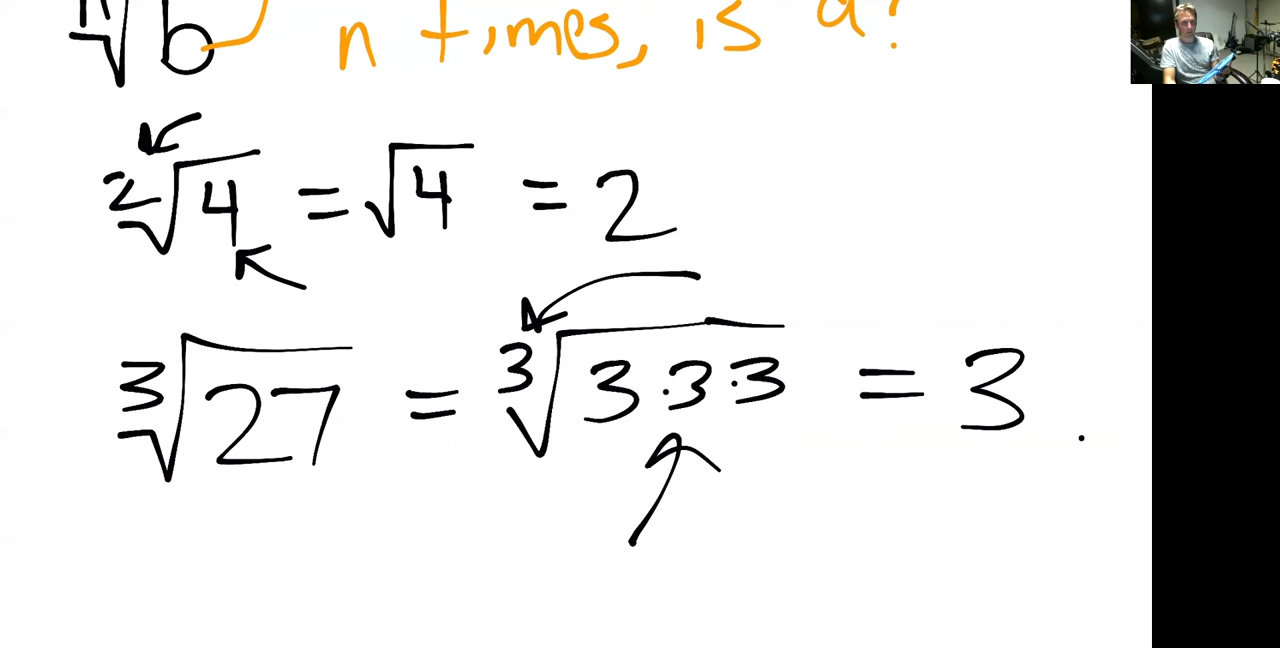 ⁿ√b n times, is a?
²√4 = √4 = 2
³√27 = ³√3·3·3 = 3.